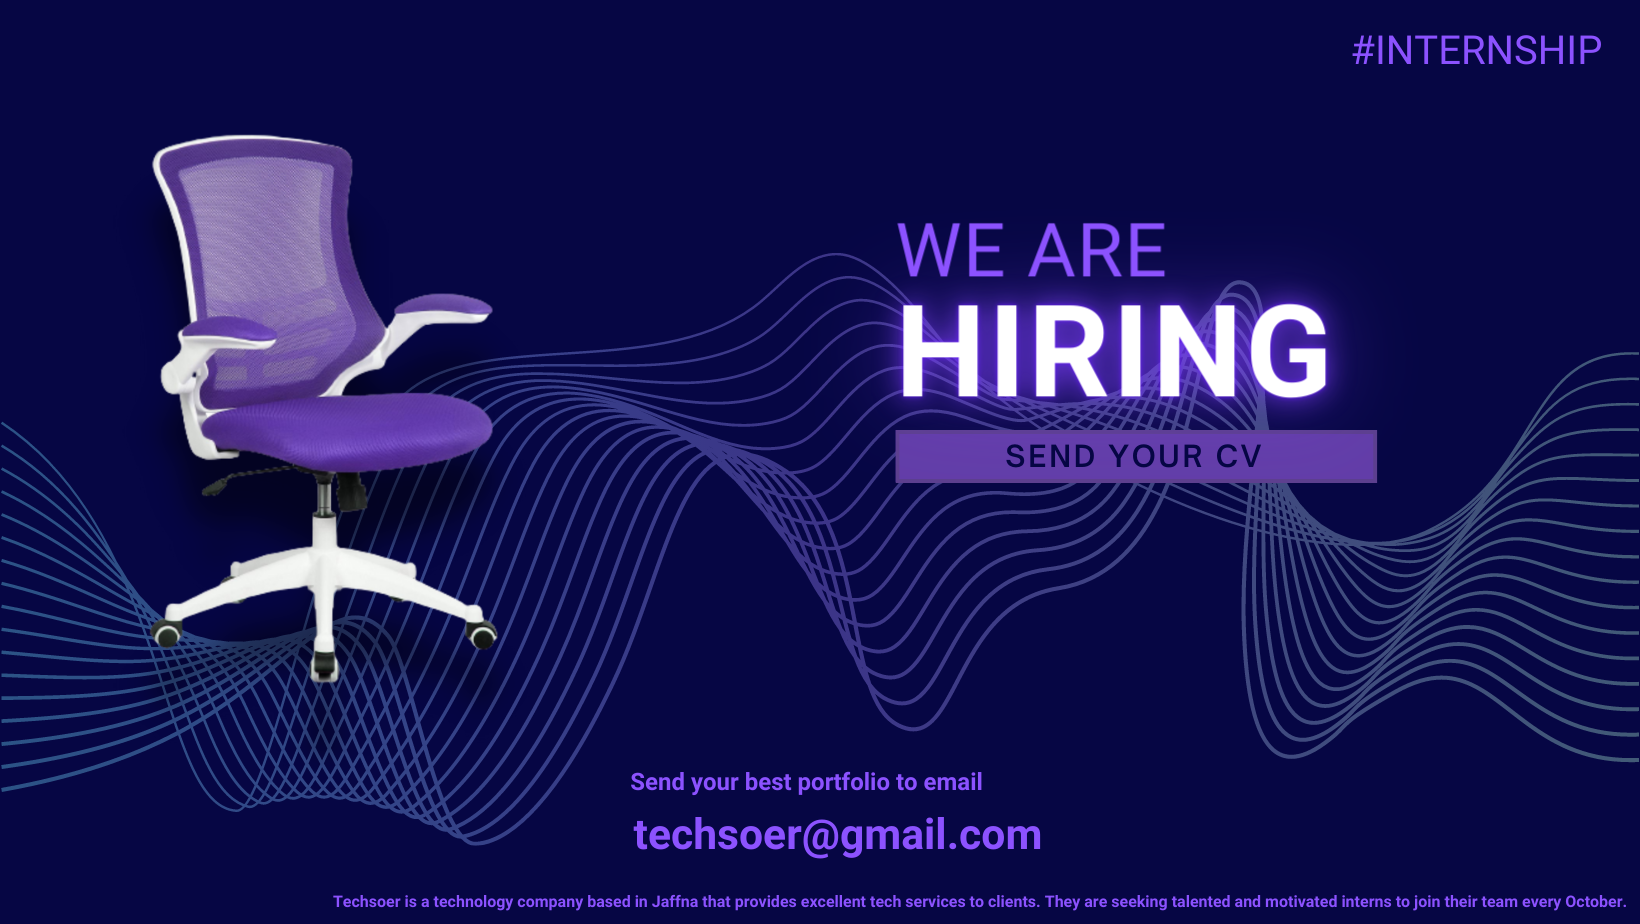 #INTERNSHIP
WE ARE
HIRING
SEND YOUR CV
Send your best portfolio to email
techsoer@gmail.com
Techsoer is a technology company based in Jaffna that provides excellent tech services to clients. They are seeking talented and motivated interns to join their team every October.